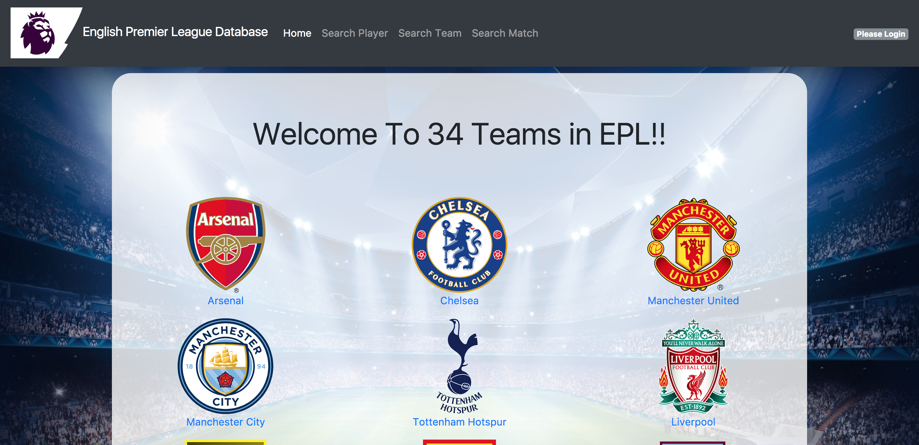 English Premier League Database Home Search Player Search Team Search Match Please Login
Welcome To 34 Teams in EPL!!
Arsenal
CHELSEA
FOOTBALL CLUB
MANCHESTER
UNITED
®
®
Arsenal Chelsea Manchester United
MANCHESTER
18 94
CITY
TOTTENHAM
HOTSPUR
YOU'LL NEVER WALK ALONE
LIVERPOOL
FOOTBALL CLUB
EST·1892
Manchester City Tottenham Hotspur Liverpool